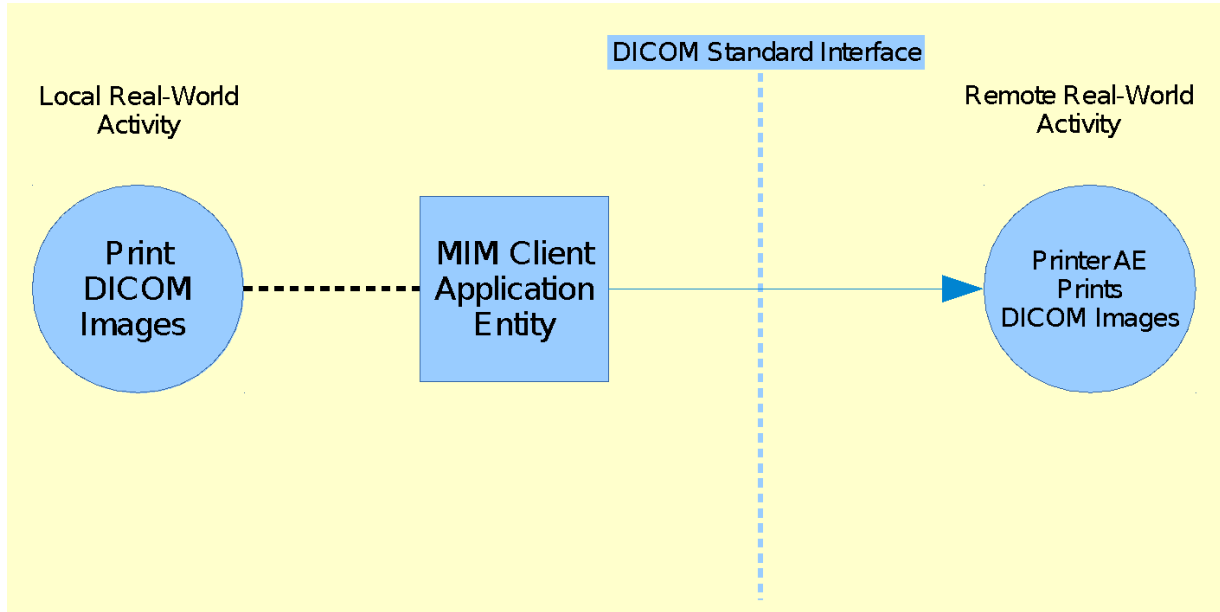 DICOM Standard Interface
Local Real-World
Activity
Remote Real-World
Activity
Print
DICOM
Images
MIM Client
Application
Entity
Printer AE
Prints
DICOM Images